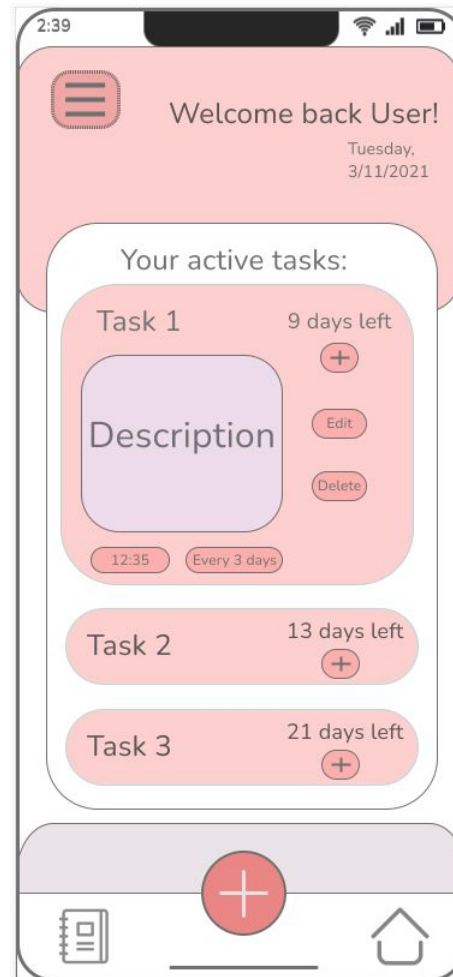 2:39
Welcome back User!
Tuesday,
3/11/2021
Your active tasks:
Task 1
9 days left
+
Description
Edit
Delete
12:35
Every 3 days
Task 2
13 days left
+
Task 3
21 days left
+
+